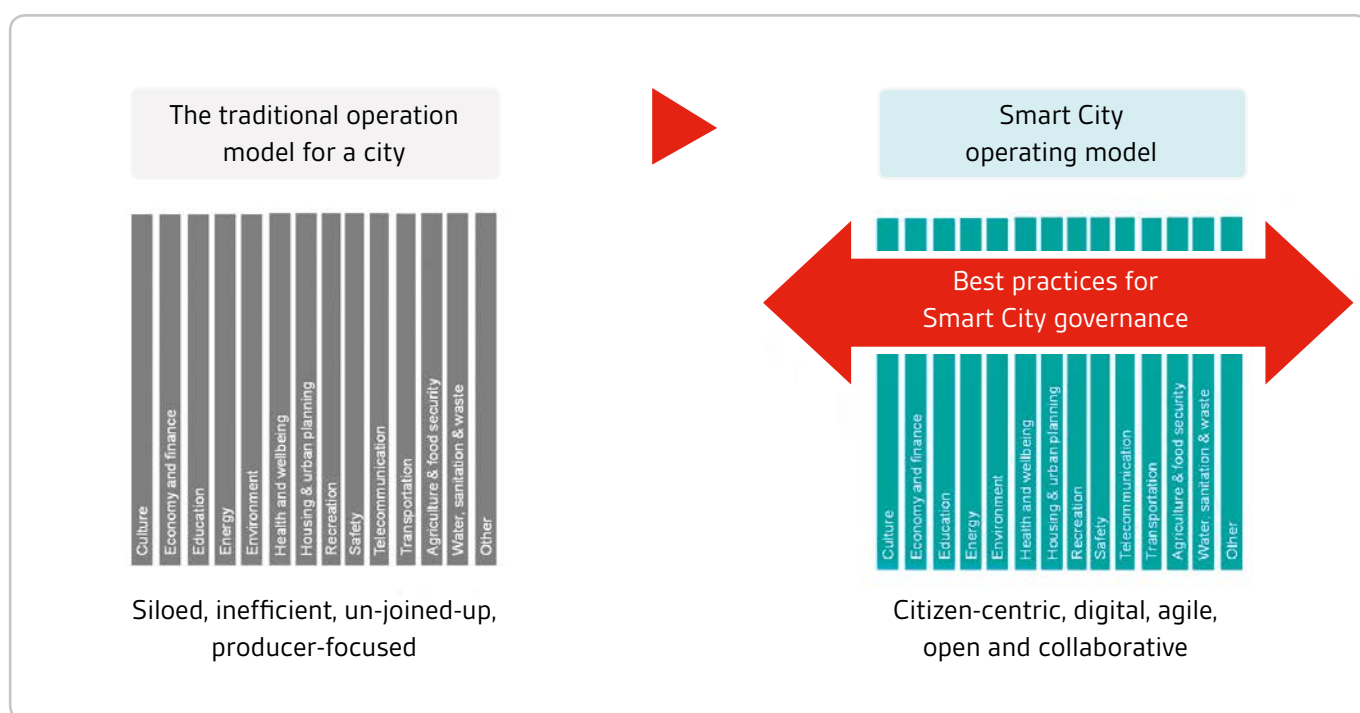 The traditional operation
model for a city
Smart City
operating model
Best practices for
Smart City governance
Culture
Economy and finance
Education
Energy
Environment
Health and wellbeing
Housing & urban planning
Recreation
Safety
Telecommunication
Transportation
Agriculture & food security
Water, sanitation & waste
Other
Culture
Economy and finance
Education
Energy
Environment
Health and wellbeing
Housing & urban planning
Recreation
Safety
Telecommunication
Transportation
Agriculture & food security
Water, sanitation & waste
Other
Siloed, inefficient, un-joined-up,
producer-focused
Citizen-centric, digital, agile,
open and collaborative